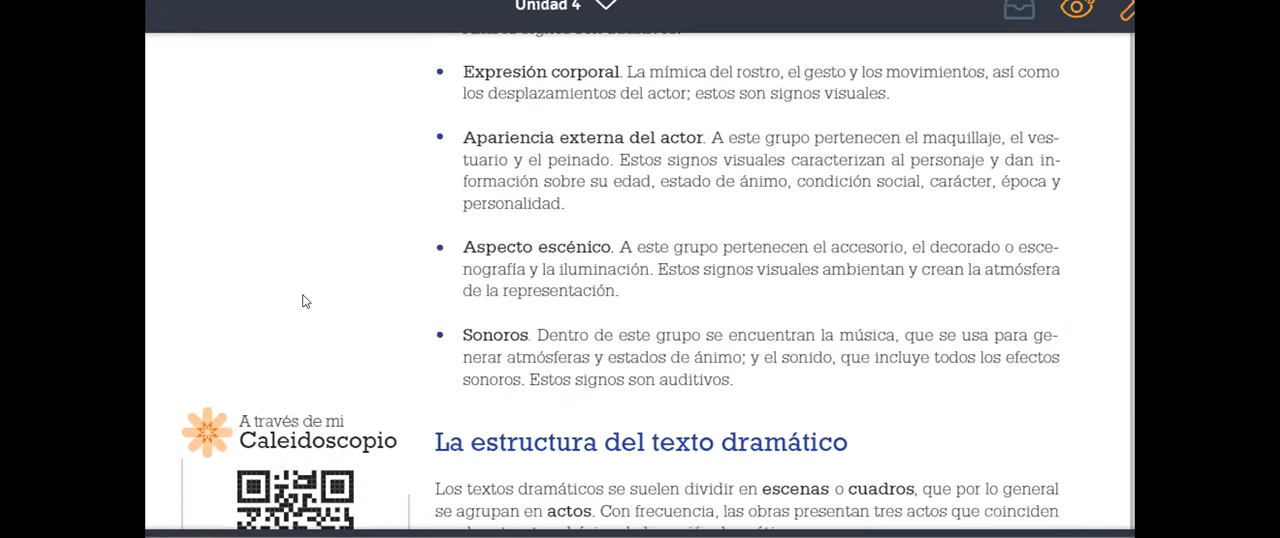 Unidad 4
Expresión corporal. La mímica del rostro, el gesto y los movimientos, así como
los desplazamientos del actor; estos son signos visuales.
Apariencia externa del actor. A este grupo pertenecen el maquillaje, el ves-
tuario y el peinado. Estos signos visuales caracterizan al personaje y dan in-
formación sobre su edad, estado de ánimo, condición social, carácter, época y
personalidad.
Aspecto escénico. A este grupo pertenecen el accesorio, el decorado o esce-
nografía y la iluminación. Estos signos visuales ambientan y crean la atmósfera
de la representación.
Sonoros. Dentro de este grupo se encuentran la música, que se usa para ge-
nerar atmósferas y estados de ánimo; y el sonido, que incluye todos los efectos
sonoros. Estos signos son auditivos.
A través de mi
Caleidoscopio
La estructura del texto dramático
Los textos dramáticos se suelen dividir en escenas o cuadros, que por lo general
se agrupan en actos. Con frecuencia, las obras presentan tres actos que coinciden